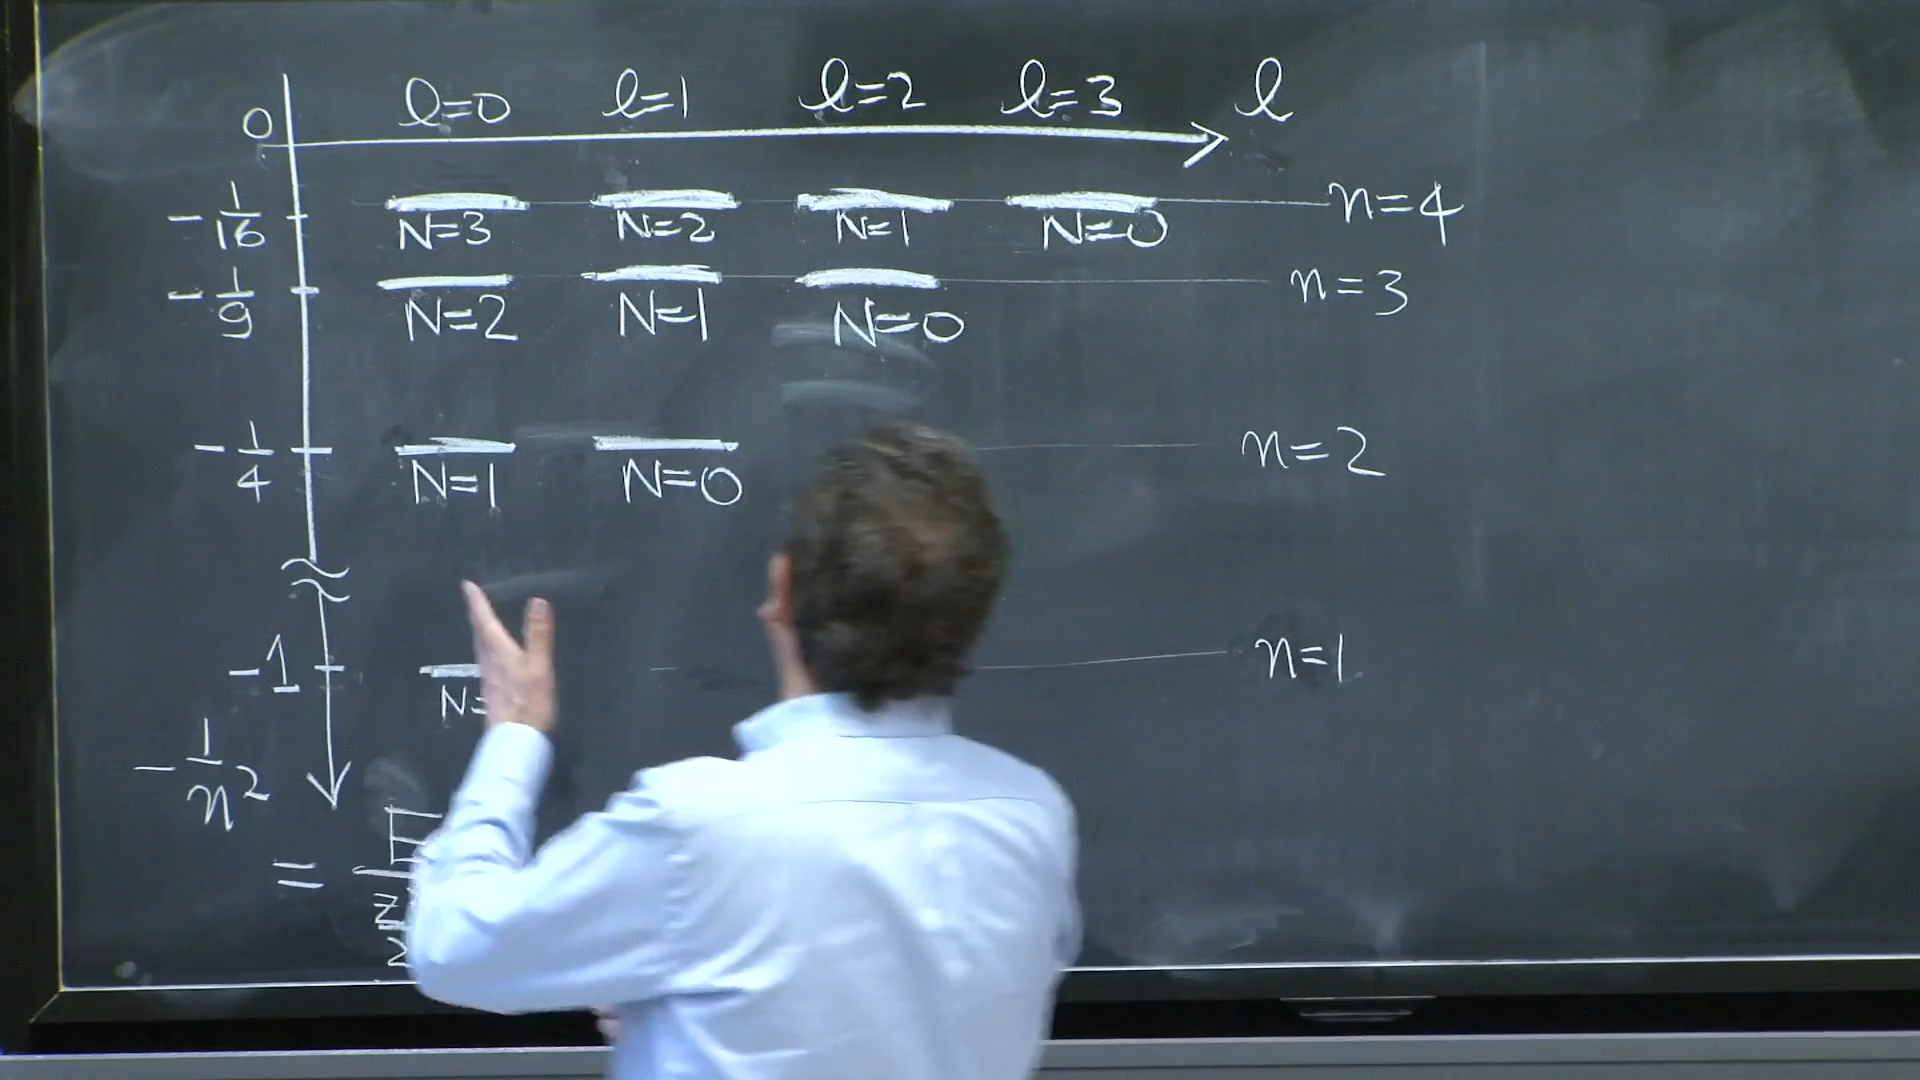 0 l=0 l=1 l=2 l=3 l
-1/16 n=4
N=3 N=2 N=1 N=0
-1/9 n=3
N=2 N=1 N=0
-1/4 n=2
N=1 N=0
-1 n=1
N=
-1/n²
=